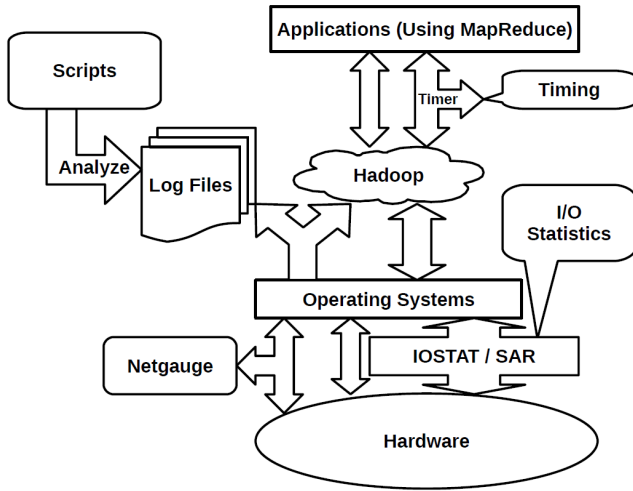 Applications (Using MapReduce)
Scripts
Timer
Timing
Analyze
Log Files
Hadoop
I/O
Statistics
Operating Systems
Netgauge
IOSTAT / SAR
Hardware